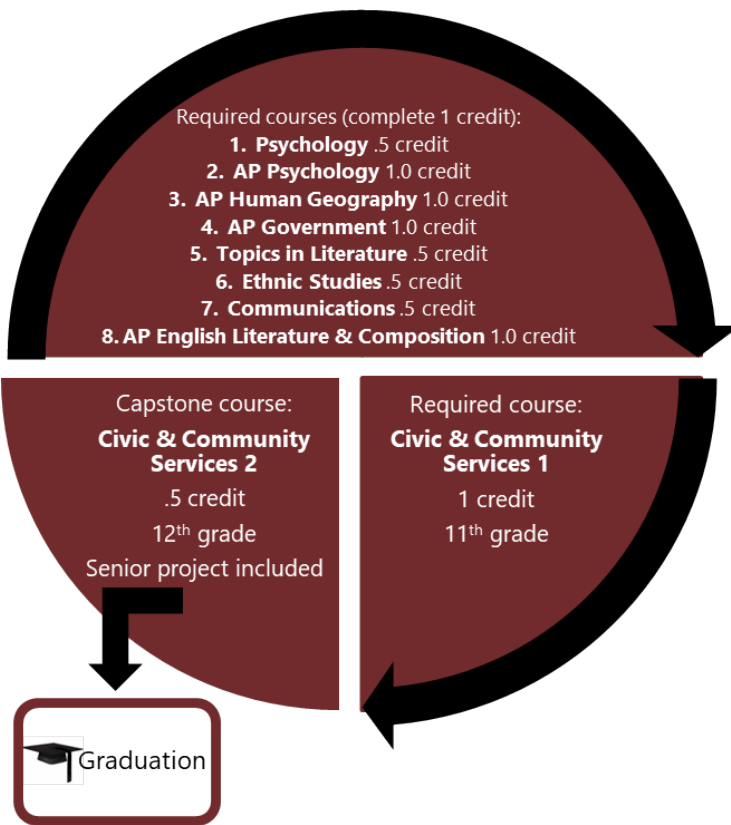 Required courses (complete 1 credit):
1. Psychology .5 credit
2. AP Psychology 1.0 credit
3. AP Human Geography 1.0 credit
4. AP Government 1.0 credit
5. Topics in Literature .5 credit
6. Ethnic Studies .5 credit
7. Communications .5 credit
8. AP English Literature & Composition 1.0 credit
Required course:
Civic & Community
Services 1
1 credit
11th grade
Capstone course:
Civic & Community
Services 2
.5 credit
12th grade
Senior project included
Graduation